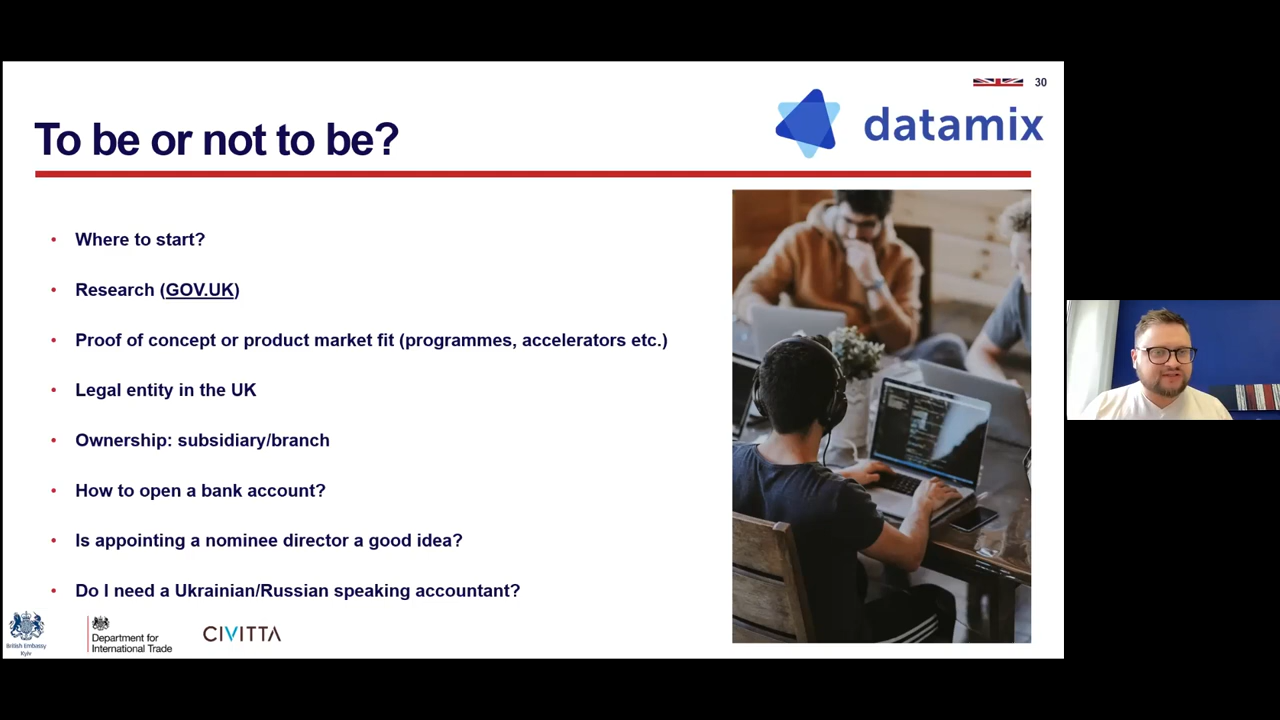 30
datamix
To be or not to be?
• Where to start?
• Research (GOV.UK)
• Proof of concept or product market fit (programmes, accelerators etc.)
• Legal entity in the UK
• Ownership: subsidiary/branch
• How to open a bank account?
• Is appointing a nominee director a good idea?
• Do I need a Ukrainian/Russian speaking accountant?
British Embassy
Kyiv
Department for
International Trade
CIVITTA